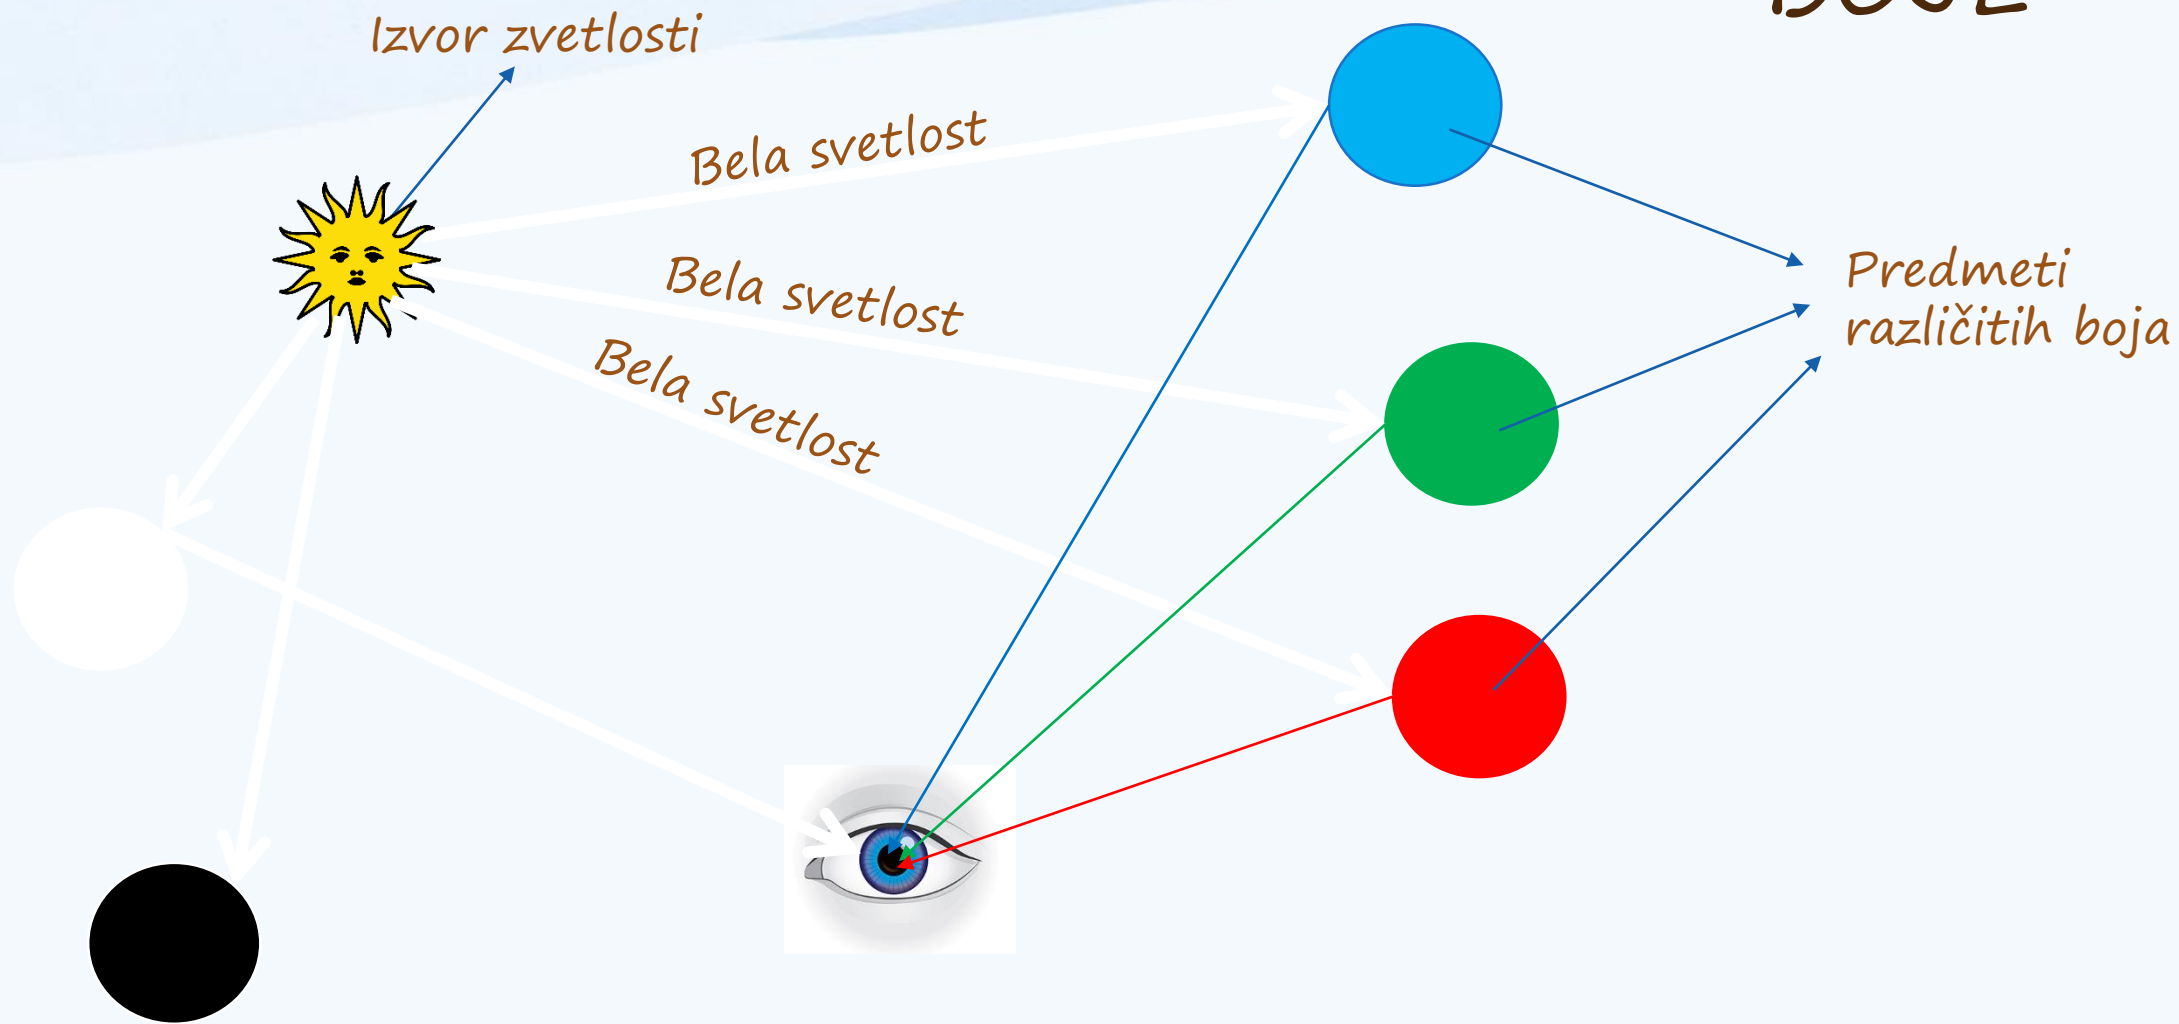 Izvor zvetlosti
Bela svetlost
Bela svetlost
Bela svetlost
Predmeti
različitih boja